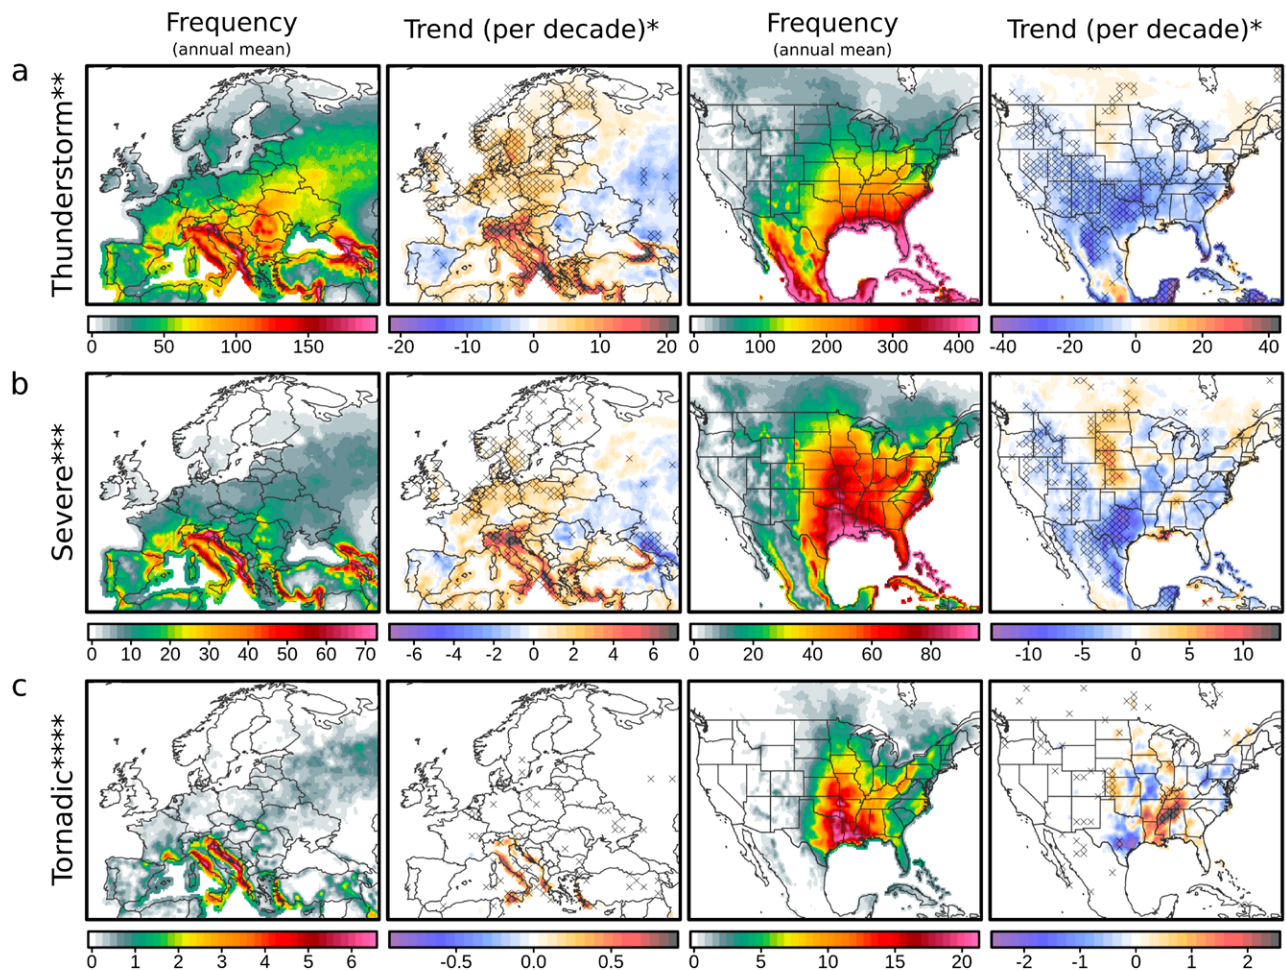 Frequency
(annual mean)
Trend (per decade)*
Frequency
(annual mean)
Trend (per decade)*
a
Thunderstorm**
0 50 100 150
-20 -10 0 10 20
0 100 200 300 400
-40 -20 0 20 40
b
Severe***
0 10 20 30 40 50 60 70
-6 -4 -2 0 2 4 6
0 20 40 60 80
-10 -5 0 5 10
c
Tornadic****
0 1 2 3 4 5 6
-0.5 0.0 0.5
0 5 10 15 20
-2 -1 0 1 2